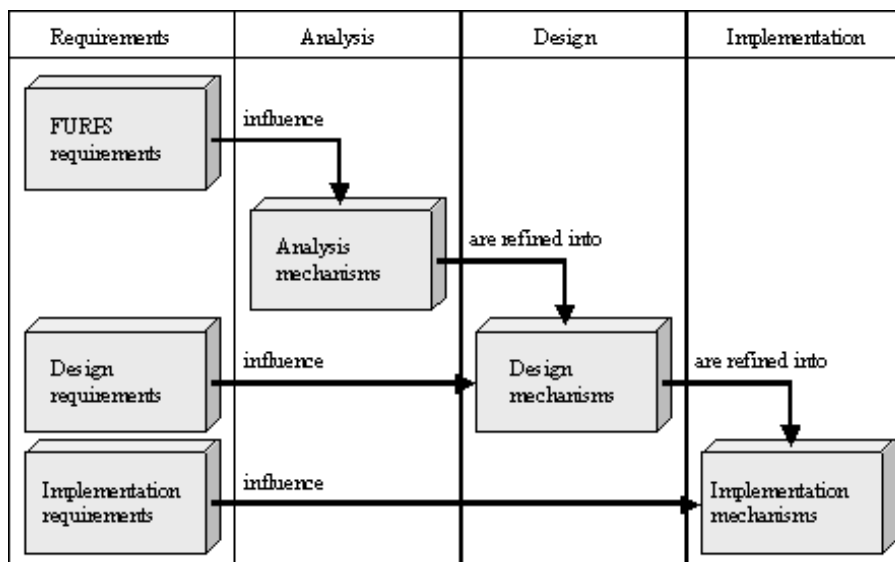 Requirements
Analysis
Design
Implementation
FURPS
requirements
influence
Analysis
mechanisms
are refined into
Design
requirements
influence
Design
mechanisms
are refined into
Implementation
requirements
influence
Implementation
mechanisms